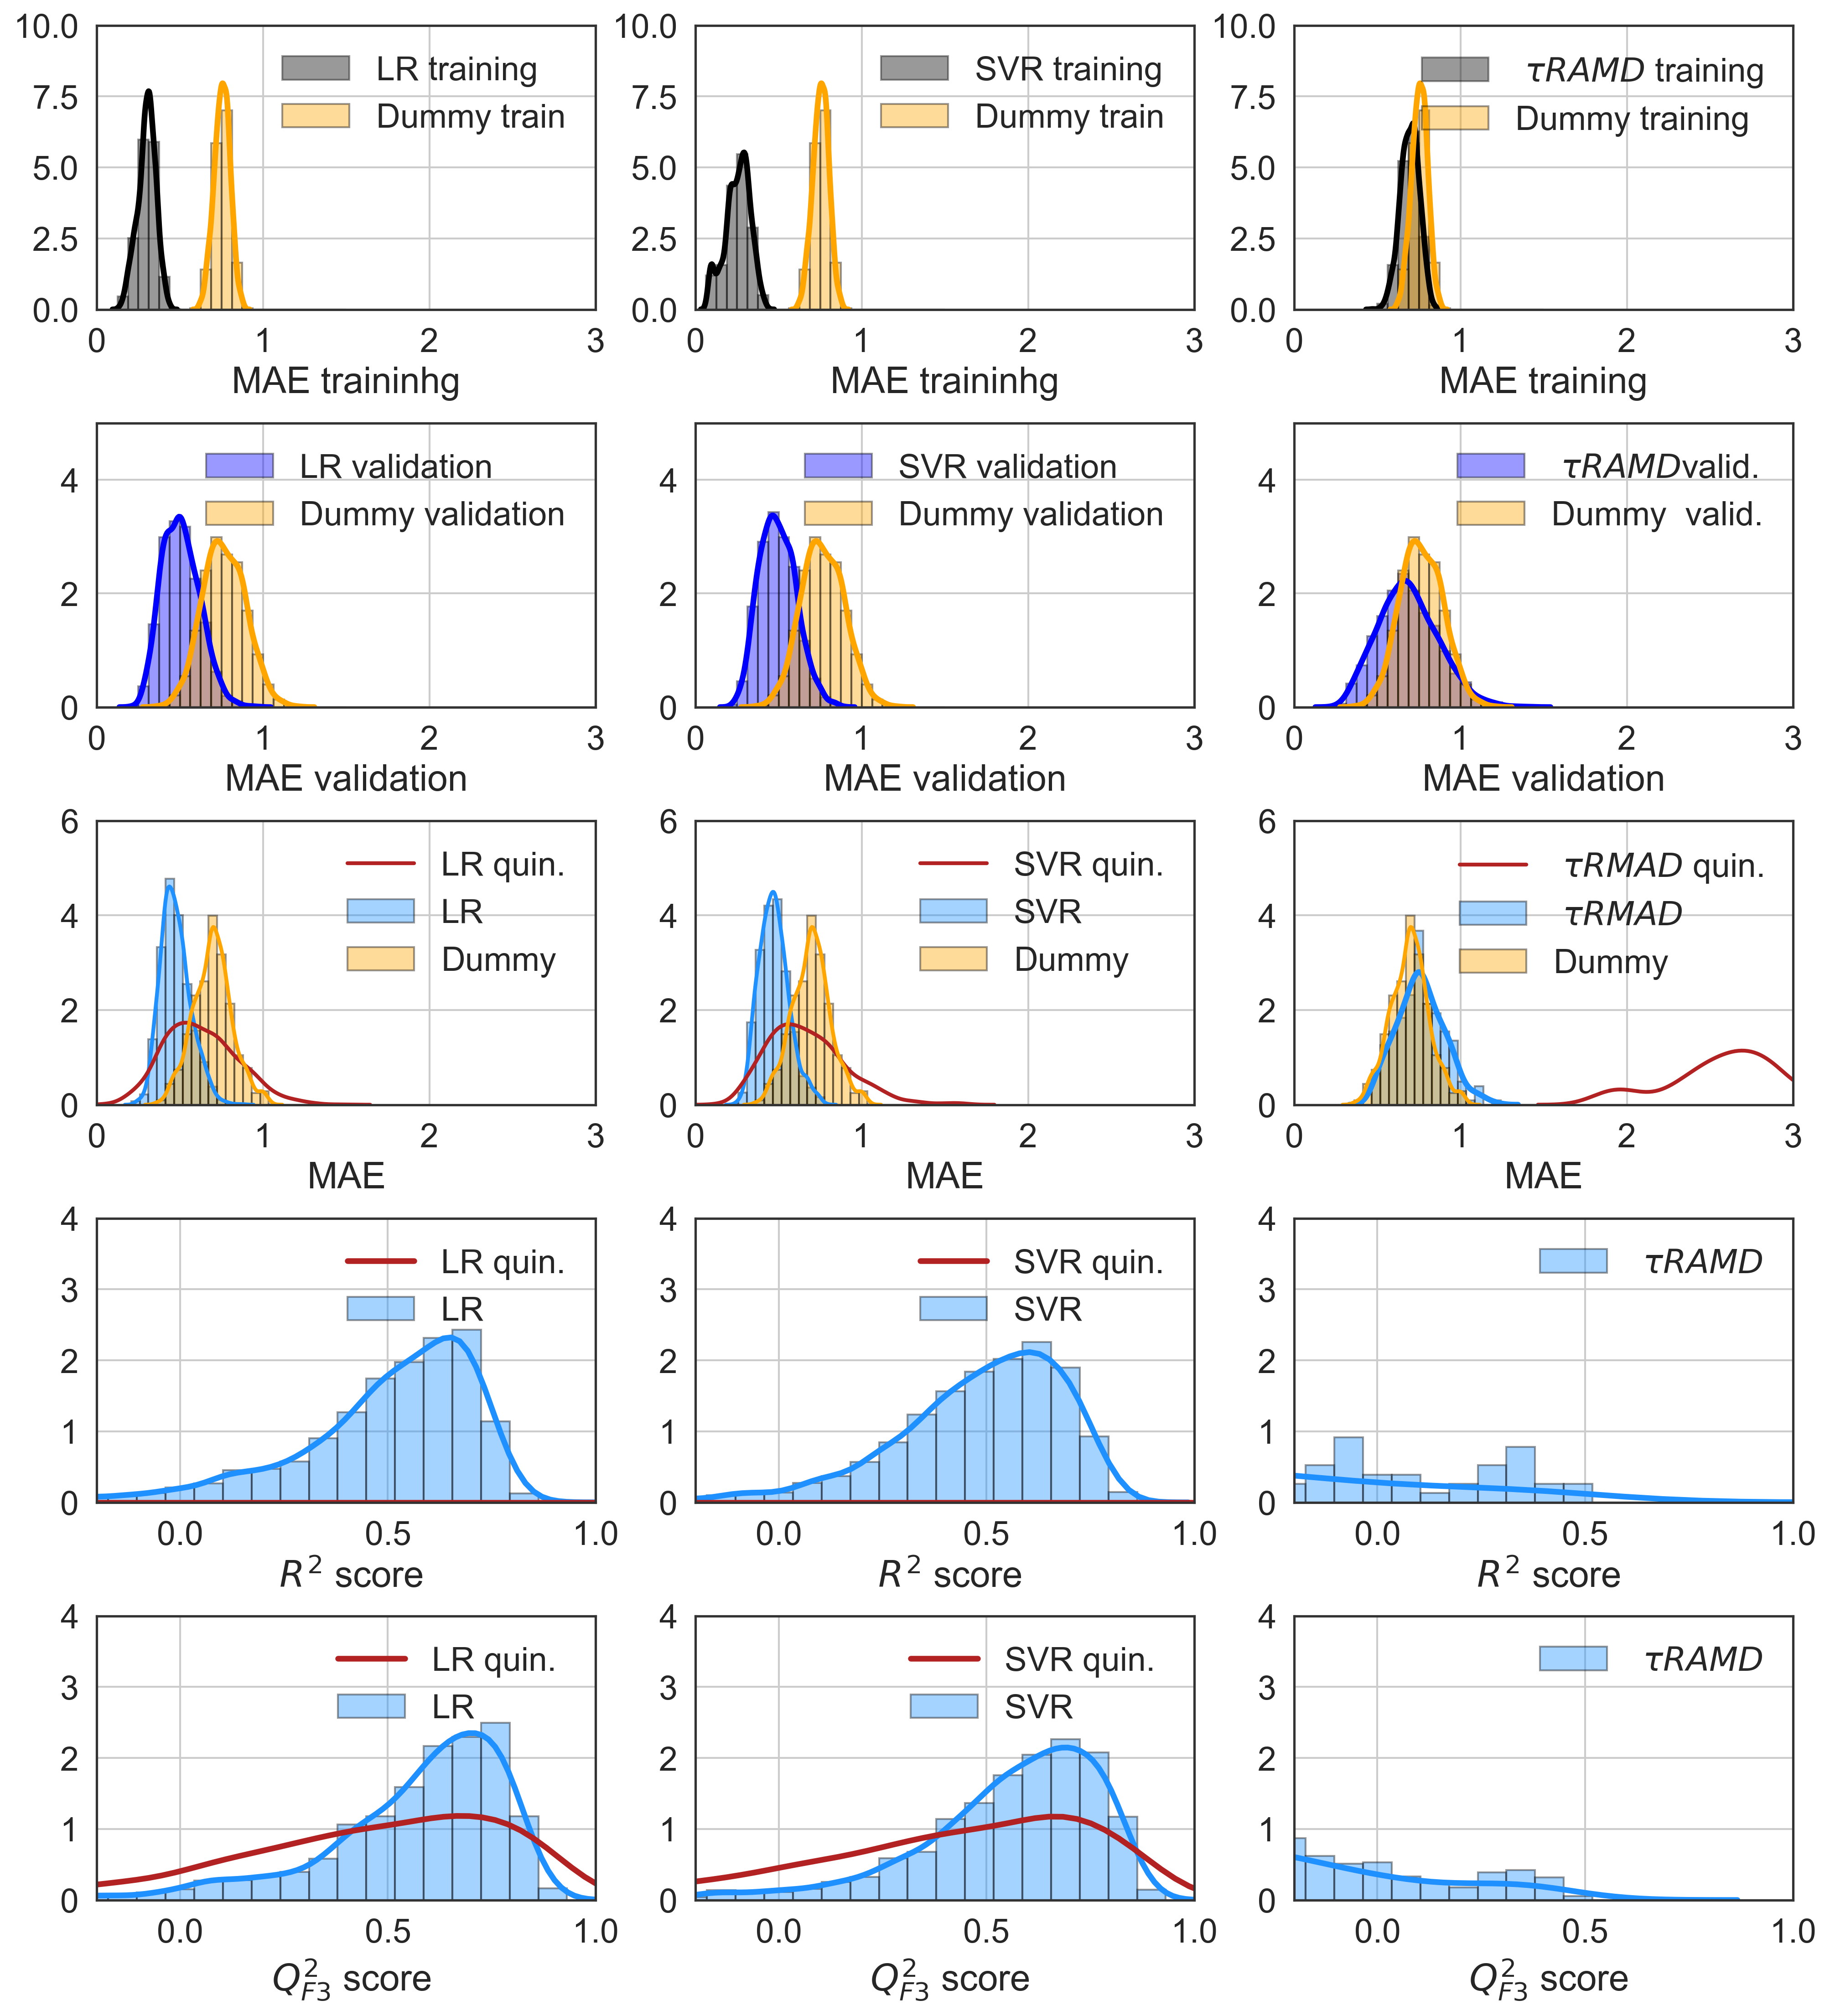 10.0
7.5
5.0
2.5
0.0
0 1 2 3
LR training
Dummy train
MAE traininhg
10.0
7.5
5.0
2.5
0.0
0 1 2 3
SVR training
Dummy train
MAE traininhg
10.0
7.5
5.0
2.5
0.0
0 1 2 3
τRAMD training
Dummy training
MAE training
4
2
0
0 1 2 3
LR validation
Dummy validation
MAE validation
4
2
0
0 1 2 3
SVR validation
Dummy validation
MAE validation
4
2
0
0 1 2 3
τRAMDvalid.
Dummy valid.
MAE validation
6
4
2
0
0 1 2 3
LR quin.
LR
Dummy
MAE
6
4
2
0
0 1 2 3
SVR quin.
SVR
Dummy
MAE
6
4
2
0
0 1 2 3
τRMAD quin.
τRMAD
Dummy
MAE
4
3
2
1
0
0.0 0.5 1.0
LR quin.
LR
R² score
4
3
2
1
0
0.0 0.5 1.0
SVR quin.
SVR
R² score
4
3
2
1
0
0.0 0.5 1.0
τRAMD
R² score
4
3
2
1
0
0.0 0.5 1.0
LR quin.
LR
Q²F3 score
4
3
2
1
0
0.0 0.5 1.0
SVR quin.
SVR
Q²F3 score
4
3
2
1
0
0.0 0.5 1.0
τRAMD
Q²F3 score